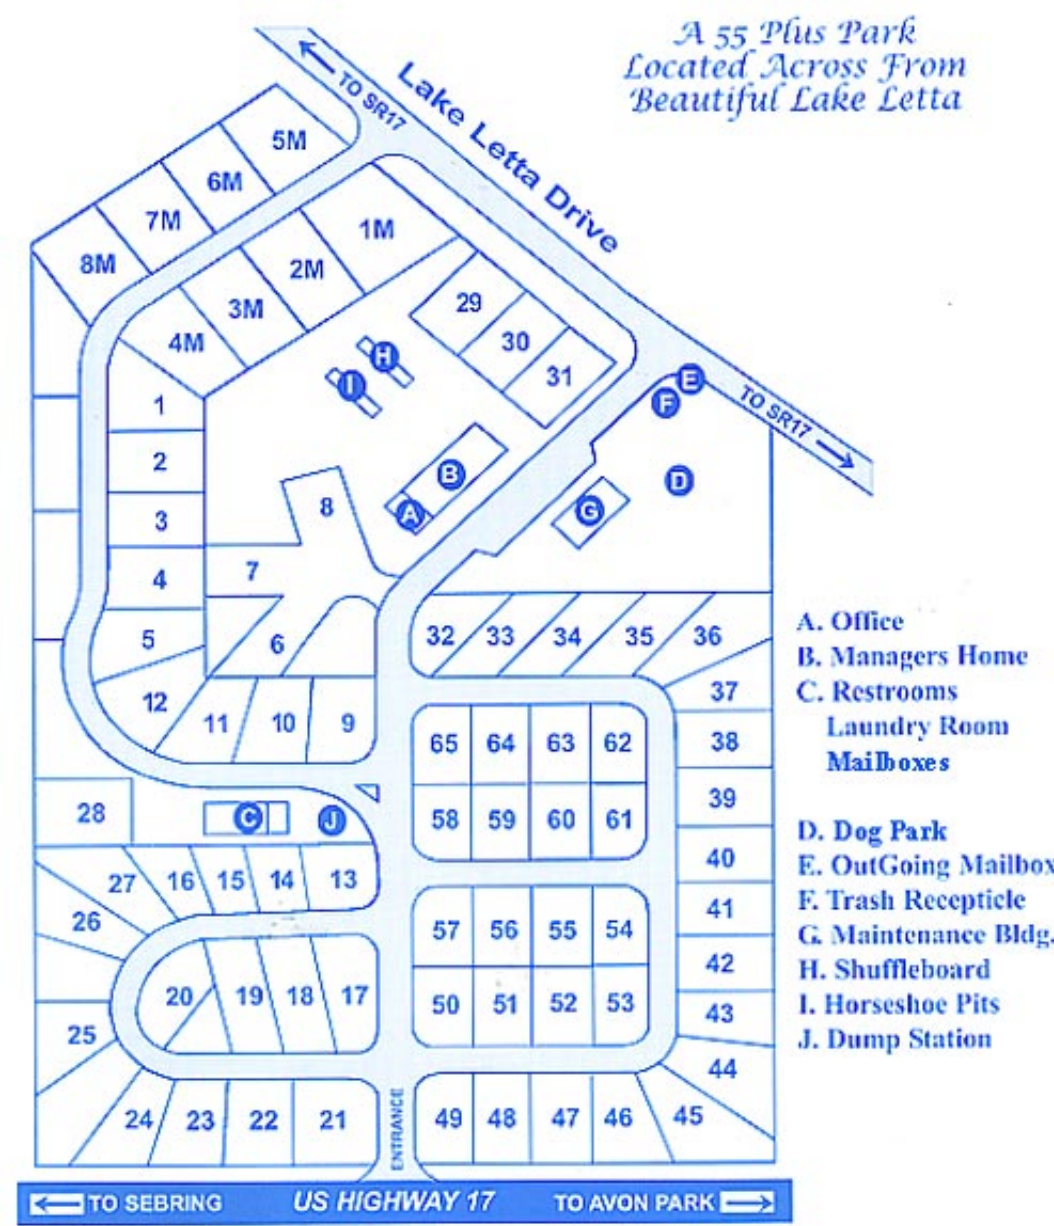 A 55 Plus Park
Located Across From
Beautiful Lake Letta
TO SR17
Lake Letta Drive
5M
6M
7M
8M
1M
2M
3M
4M
29
30
31
H
I
E
F
TO SR17
1
2
3
4
5
B
A
D
G
8
7
6
12
11
10
9
32
33
34
35
36
37
38
39
40
41
42
43
44
45
65
64
63
62
58
59
60
61
28
C
J
27
16
15
14
13
26
57
56
55
54
50
51
52
53
20
19
18
17
25
24
23
22
21
ENTRANCE
49
48
47
46
A. Office
B. Managers Home
C. Restrooms
Laundry Room
Mailboxes
D. Dog Park
E. OutGoing Mailbox
F. Trash Recepticle
G. Maintenance Bldg.
H. Shuffleboard
I. Horseshoe Pits
J. Dump Station
TO SEBRING US HIGHWAY 17 TO AVON PARK